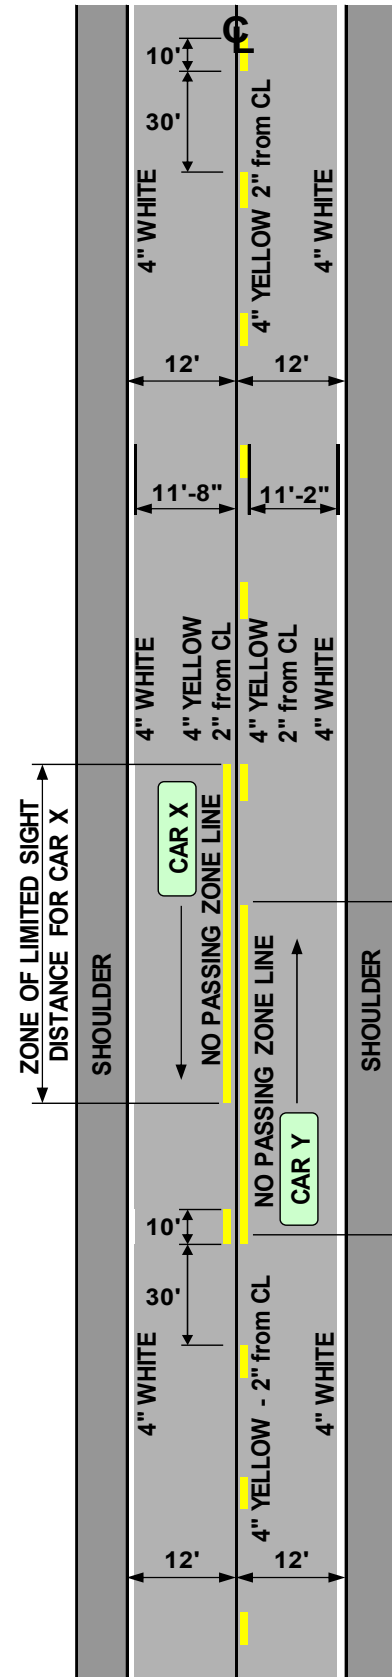 ℄
10'
30'
4" WHITE
4" YELLOW 2" from CL
4" WHITE
12'
12'
11'-8"
11'-2"
4" WHITE
4" YELLOW
2" from CL
4" YELLOW
2" from CL
4" WHITE
ZONE OF LIMITED SIGHT
DISTANCE FOR CAR X
SHOULDER
CAR X
NO PASSING ZONE LINE
NO PASSING ZONE LINE
CAR Y
SHOULDER
10'
30'
4" WHITE
4" YELLOW - 2" from CL
4" WHITE
12'
12'